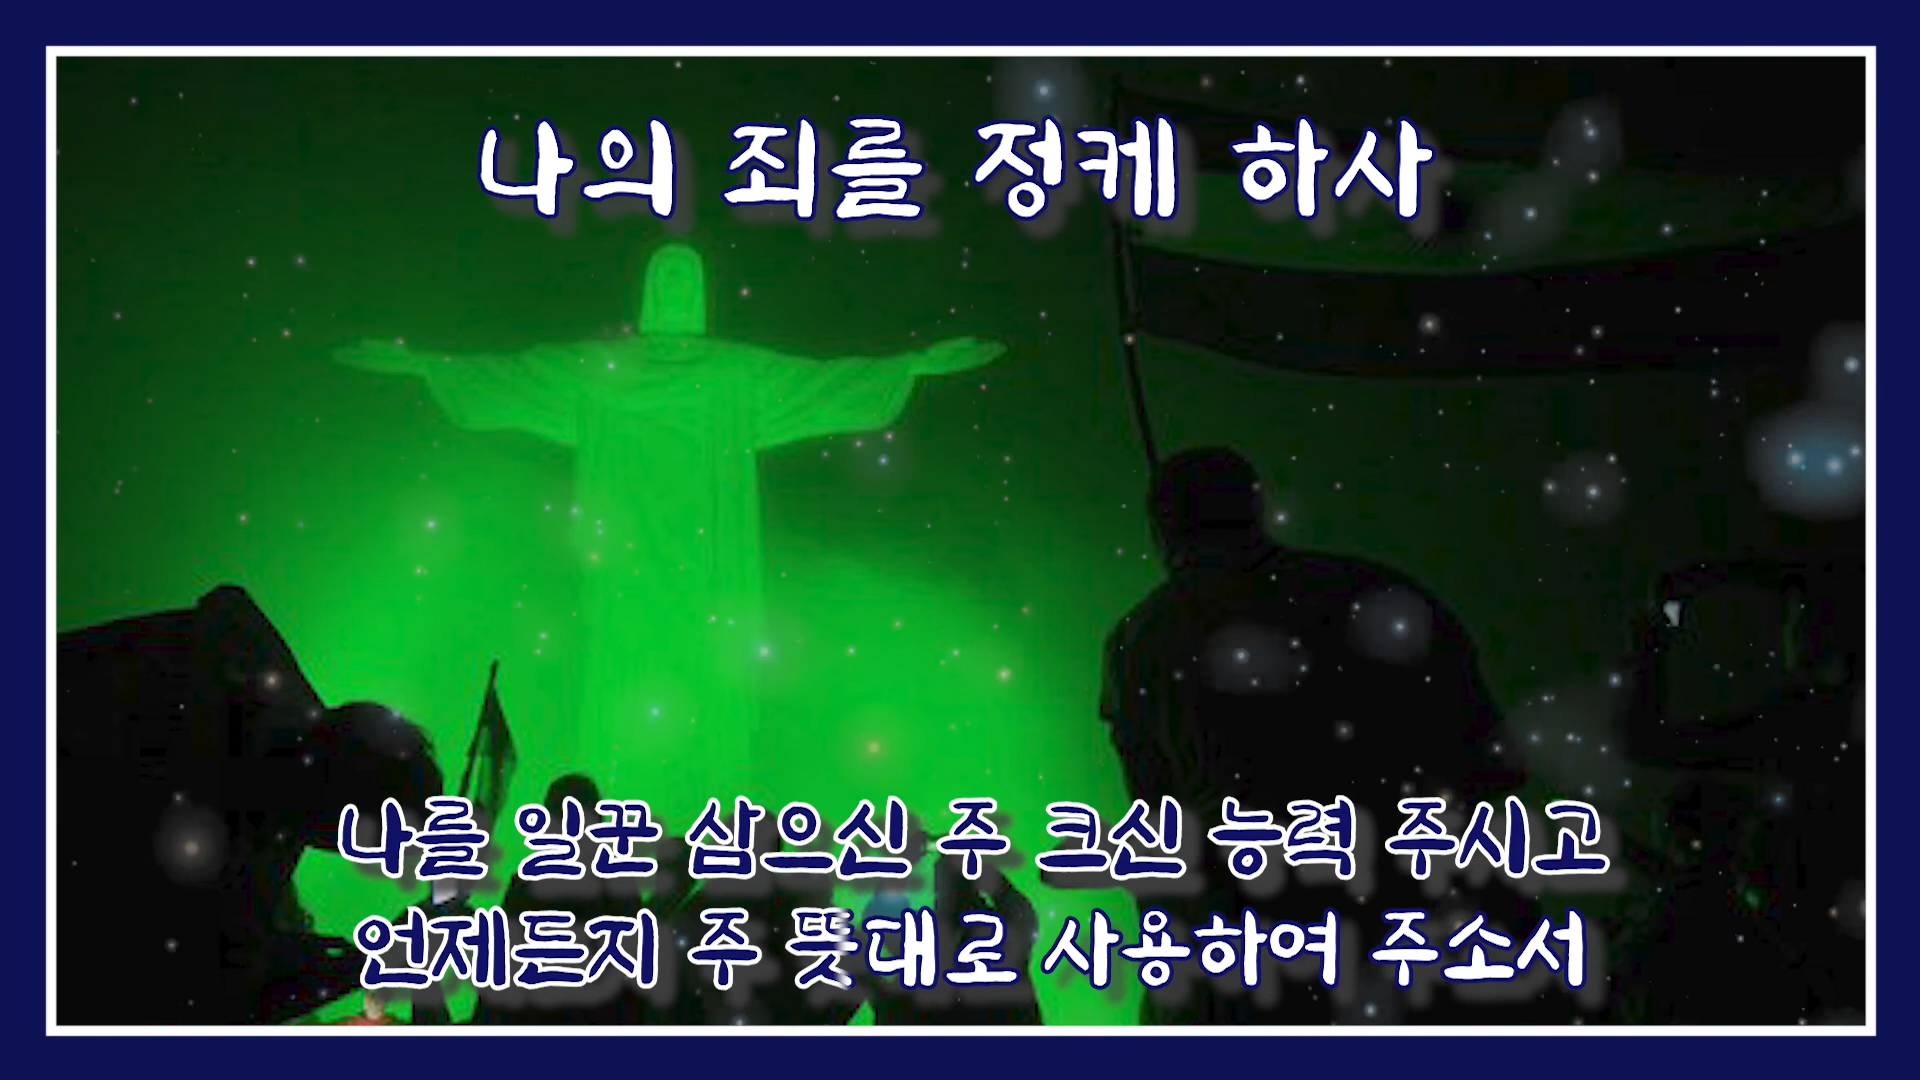 나의 죄를 정케 하사
나를 일꾼 삼으신 주 크신 능력 주시고
언제든지 주 뜻대로 사용하여 주소서